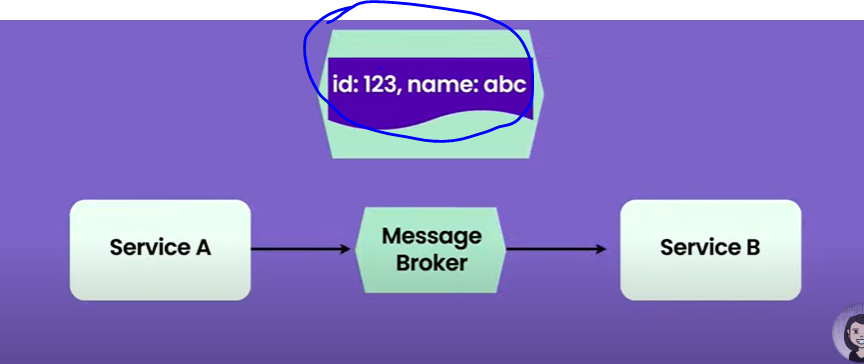 id: 123, name: abc
Service A
Message
Broker
Service B